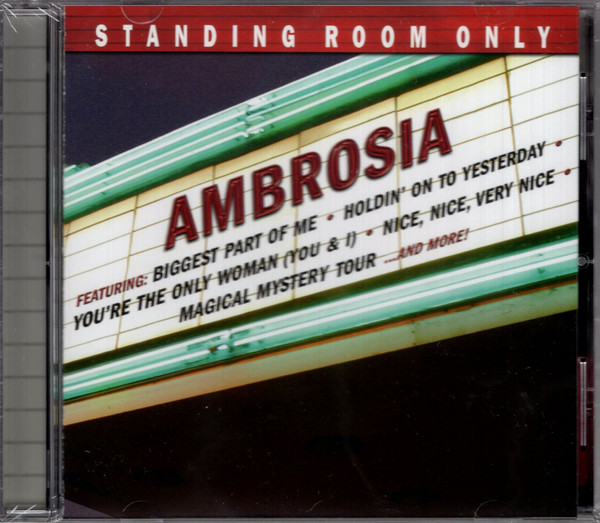 STANDING ROOM ONLY
AMBROSIA
FEATURING: BIGGEST PART OF ME • HOLDIN' ON TO YESTERDAY •
YOU'RE THE ONLY WOMAN (YOU & I) • NICE, NICE, VERY NICE •
MAGICAL MYSTERY TOUR ...AND MORE!